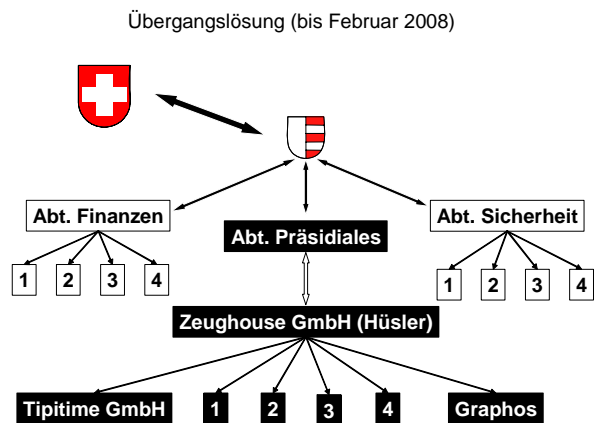 Übergangslösung (bis Februar 2008)
Abt. Finanzen
Abt. Präsidiales
Abt. Sicherheit
1 2 3 4
1 2 3 4
Zeughouse GmbH (Hüsler)
Tipitime GmbH 1 2 3 4 Graphos